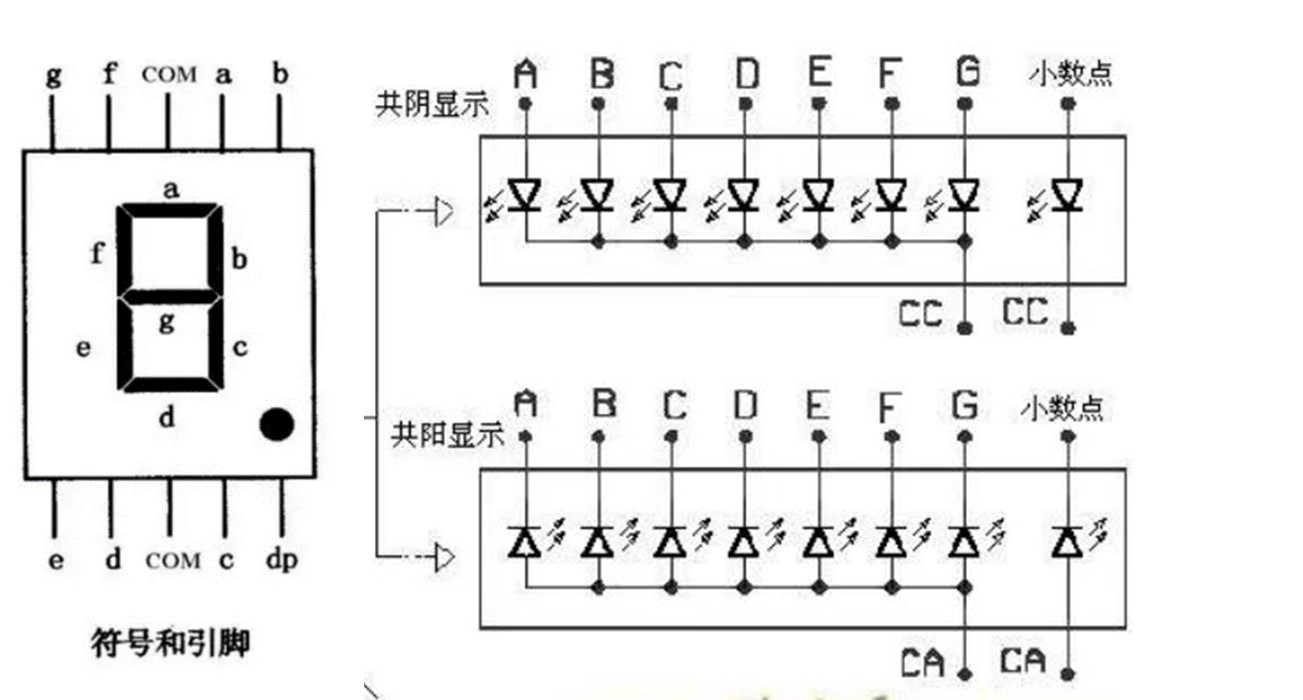 g f COM a b
a
f
b
g
e
c
d
e d COM c dp
符号和引脚
A B C D E F G 小数点
共阴显示
CC CC
A B C D E F G 小数点
共阳显示
CA CA